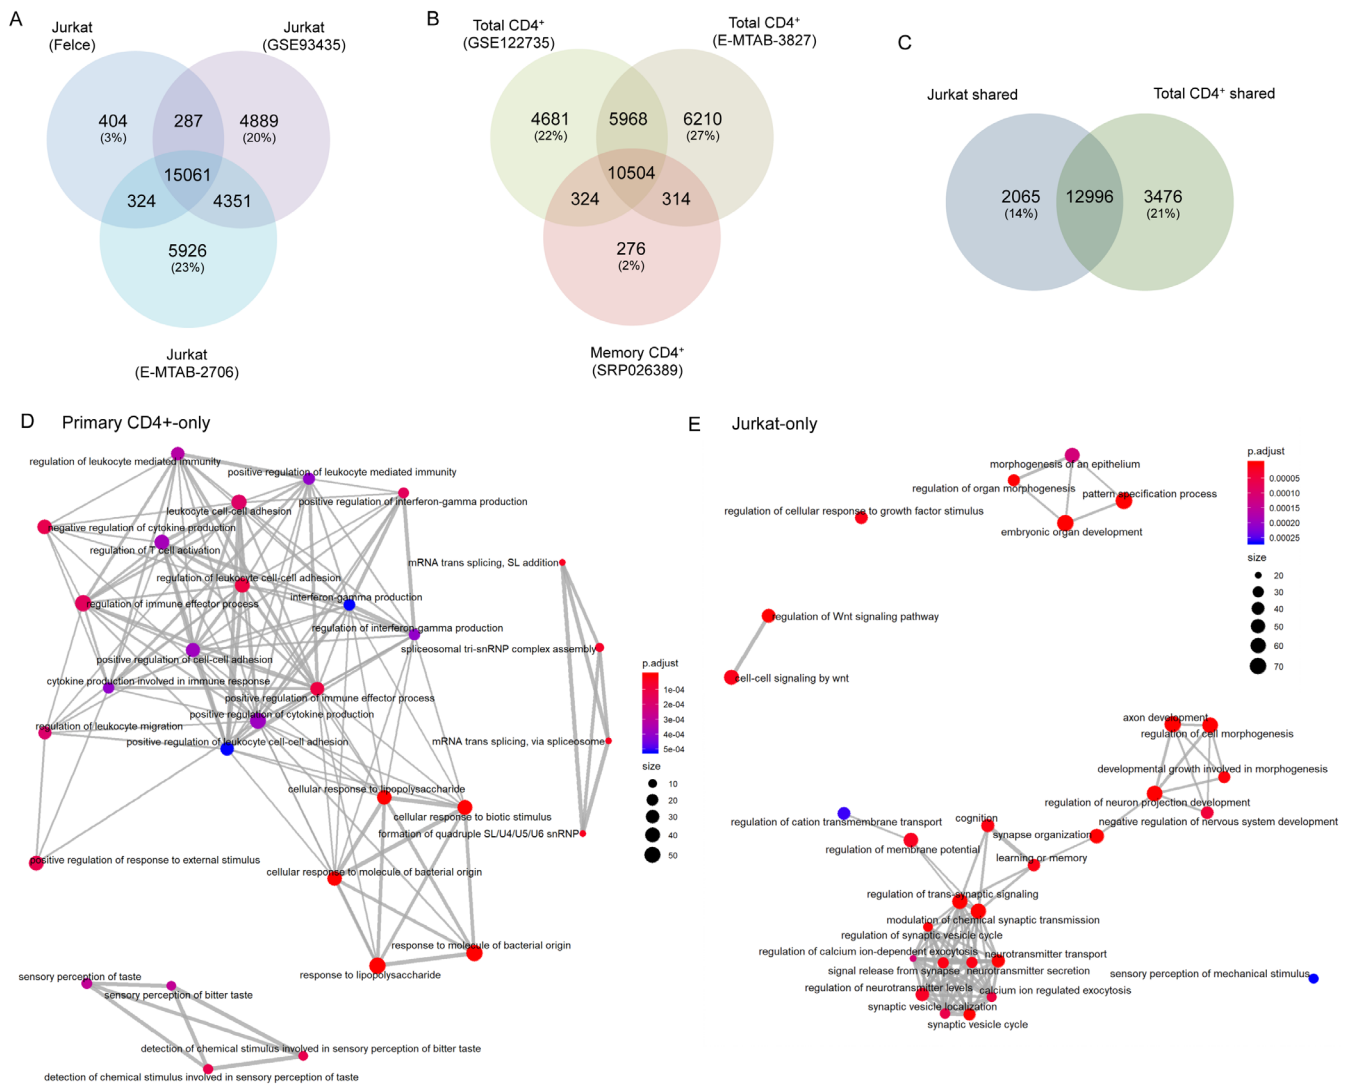 A
Jurkat
(Felce)
Jurkat
(GSE93435)
404
(3%)
287
4889
(20%)
15061
324
4351
5926
(23%)
Jurkat
(E-MTAB-2706)
B
Total CD4+
(GSE122735)
Total CD4+
(E-MTAB-3827)
4681
(22%)
5968
6210
(27%)
10504
324
314
276
(2%)
Memory CD4+
(SRP026389)
C
Jurkat shared
Total CD4+ shared
2065
(14%)
12996
3476
(21%)
D
Primary CD4+-only
regulation of leukocyte mediated immunity
positive regulation of leukocyte mediated immunity
positive regulation of interferon-gamma production
leukocyte cell-cell adhesion
negative regulation of cytokine production
regulation of T cell activation
mRNA trans splicing, SL addition
regulation of leukocyte cell-cell adhesion
interferon-gamma production
regulation of immune effector process
regulation of interferon-gamma production
spliceosomal tri-snRNP complex assembly
positive regulation of cell-cell adhesion
cytokine production involved in immune response
positive regulation of immune effector process
positive regulation of cytokine production
regulation of leukocyte migration
positive regulation of leukocyte cell-cell adhesion
mRNA trans splicing, via spliceosome
cellular response to lipopolysaccharide
cellular response to biotic stimulus
formation of quadruple SL/U4/U5/U6 snRNP
positive regulation of response to external stimulus
cellular response to molecule of bacterial origin
response to molecule of bacterial origin
response to lipopolysaccharide
sensory perception of taste
sensory perception of bitter taste
detection of chemical stimulus involved in sensory perception of bitter taste
detection of chemical stimulus involved in sensory perception of taste
p.adjust
1e-04
2e-04
3e-04
4e-04
5e-04
size
10
20
30
40
50
E
Jurkat-only
morphogenesis of an epithelium
regulation of organ morphogenesis
pattern specification process
regulation of cellular response to growth factor stimulus
embryonic organ development
regulation of Wnt signaling pathway
cell-cell signaling by wnt
axon development
regulation of cell morphogenesis
developmental growth involved in morphogenesis
regulation of neuron projection development
negative regulation of nervous system development
regulation of cation transmembrane transport
cognition
synapse organization
regulation of membrane potential
learning or memory
regulation of trans-synaptic signaling
modulation of chemical synaptic transmission
regulation of synaptic vesicle cycle
regulation of calcium ion-dependent exocytosis
neurotransmitter transport
signal release from synapse
neurotransmitter secretion
sensory perception of mechanical stimulus
regulation of neurotransmitter levels
calcium ion regulated exocytosis
synaptic vesicle localization
synaptic vesicle cycle
p.adjust
0.00005
0.00010
0.00015
0.00020
0.00025
size
20
30
40
50
60
70